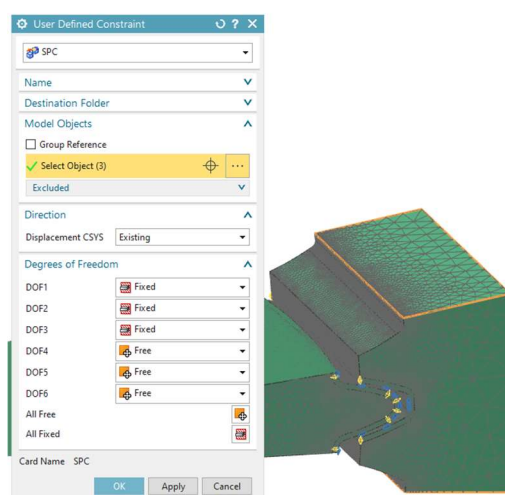 User Defined Constraint
SPC
Name
Destination Folder
Model Objects
Group Reference
Select Object (3)
Excluded
Direction
Displacement CSYS Existing
Degrees of Freedom
DOF1 Fixed
DOF2 Fixed
DOF3 Fixed
DOF4 Free
DOF5 Free
DOF6 Free
All Free
All Fixed
Card Name SPC
OK Apply Cancel